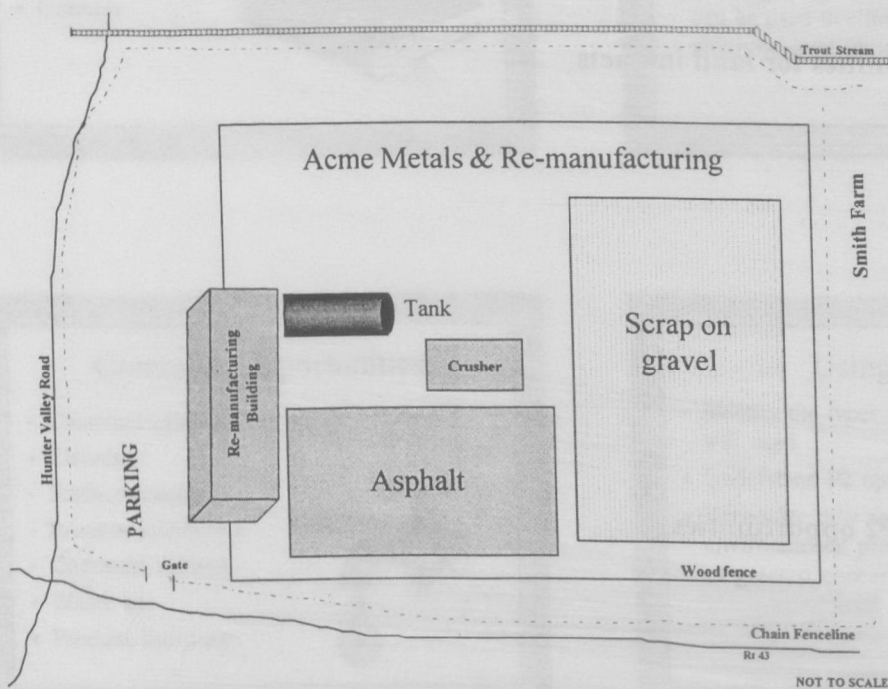 Trout Stream
Acme Metals & Re-manufacturing
Smith Farm
Tank
Scrap on
gravel
Crusher
Re-manufacturing
Building
Hunter Valley Road
PARKING
Asphalt
Gate
Wood fence
Chain Fenceline
Rt 43
NOT TO SCALE